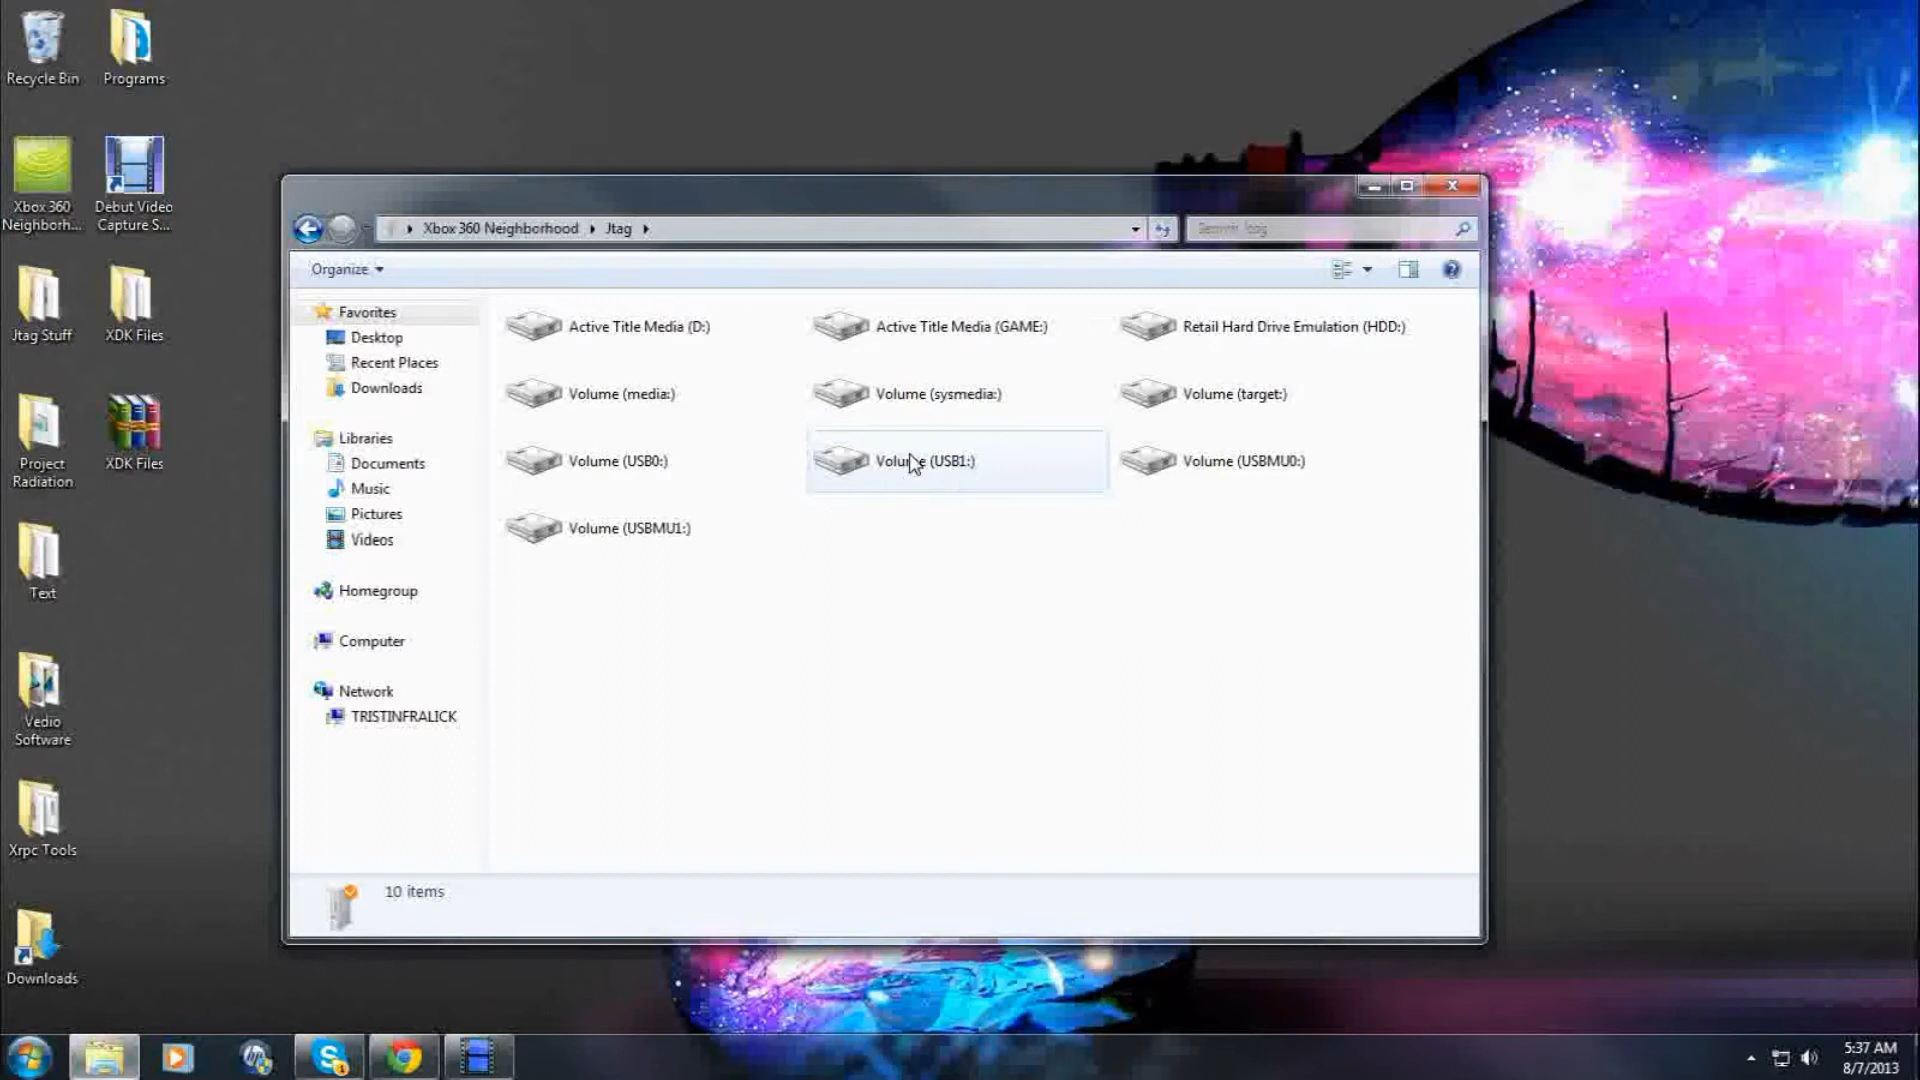 Recycle Bin
Programs
Xbox 360
Neighborh...
Debut Video
Capture S...
Jtag Stuff
XDK Files
Project
Radiation
XDK Files
Text
Vedio
Software
Xrpc Tools
Downloads
Xbox 360 Neighborhood
Jtag
Organize
Favorites
Desktop
Recent Places
Downloads
Libraries
Documents
Music
Pictures
Videos
Homegroup
Computer
Network
TRISTINFRALICK
Active Title Media (D:)
Active Title Media (GAME:)
Retail Hard Drive Emulation (HDD:)
Volume (media:)
Volume (sysmedia:)
Volume (target:)
Volume (USB0:)
Volume (USB1:)
Volume (USBMU0:)
Volume (USBMU1:)
10 items
5:37 AM
8/7/2013